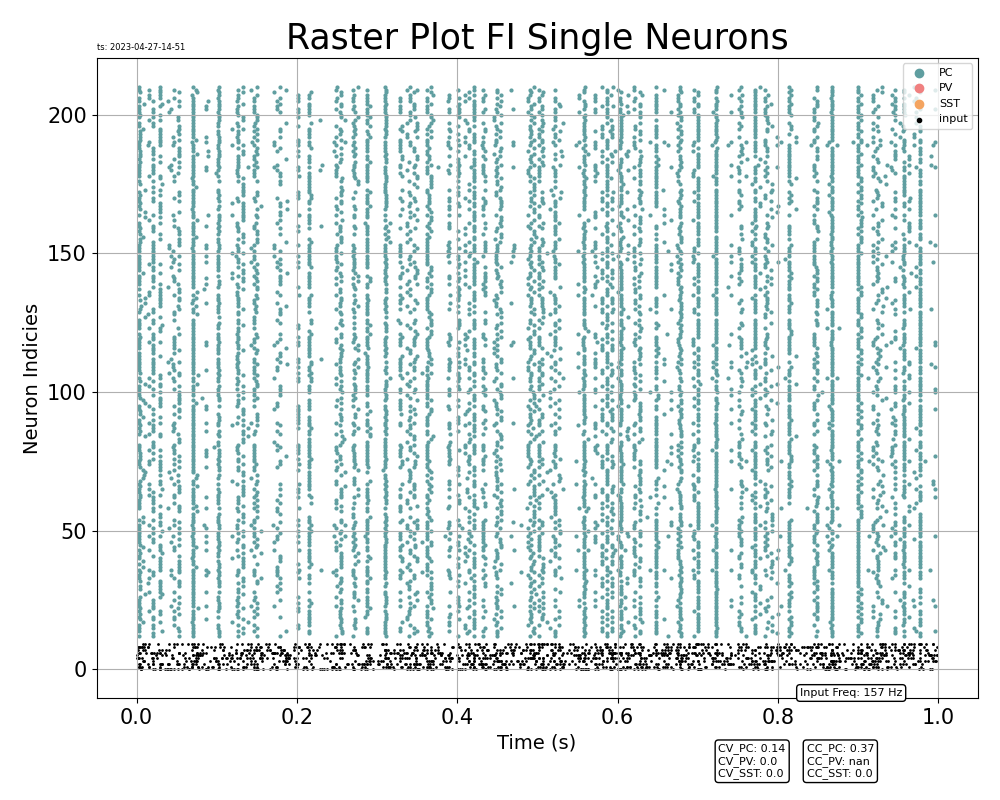 Raster Plot FI Single Neurons
ts: 2023-04-27-14-51
PC
PV
SST
input
200
150
100
50
0
Neuron Indicies
0.0 0.2 0.4 0.6 0.8 1.0
Time (s)
Input Freq: 157 Hz
CV_PC: 0.14
CV_PV: 0.0
CV_SST: 0.0
CC_PC: 0.37
CC_PV: nan
CC_SST: 0.0